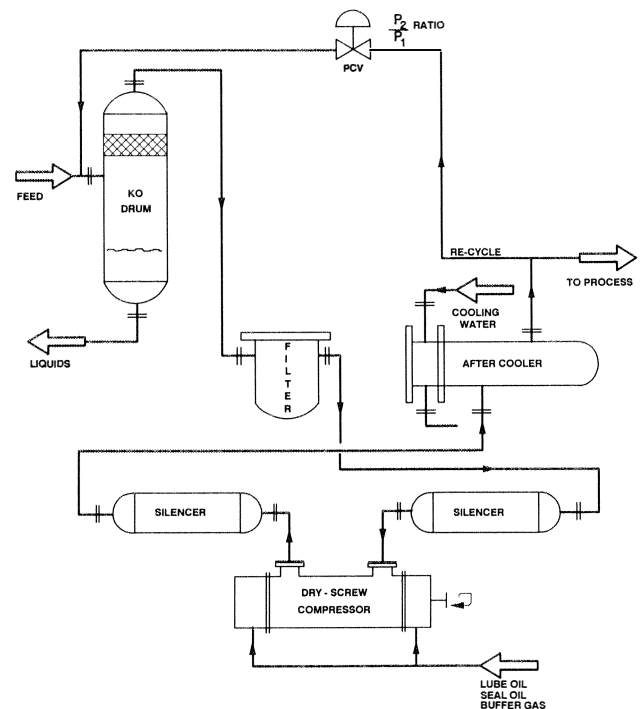 P2/P1 RATIO
PCV
FEED
KO
DRUM
LIQUIDS
RE-CYCLE
TO PROCESS
COOLING
WATER
AFTER COOLER
FILTER
SILENCER
SILENCER
DRY - SCREW
COMPRESSOR
LUBE OIL
SEAL OIL
BUFFER GAS